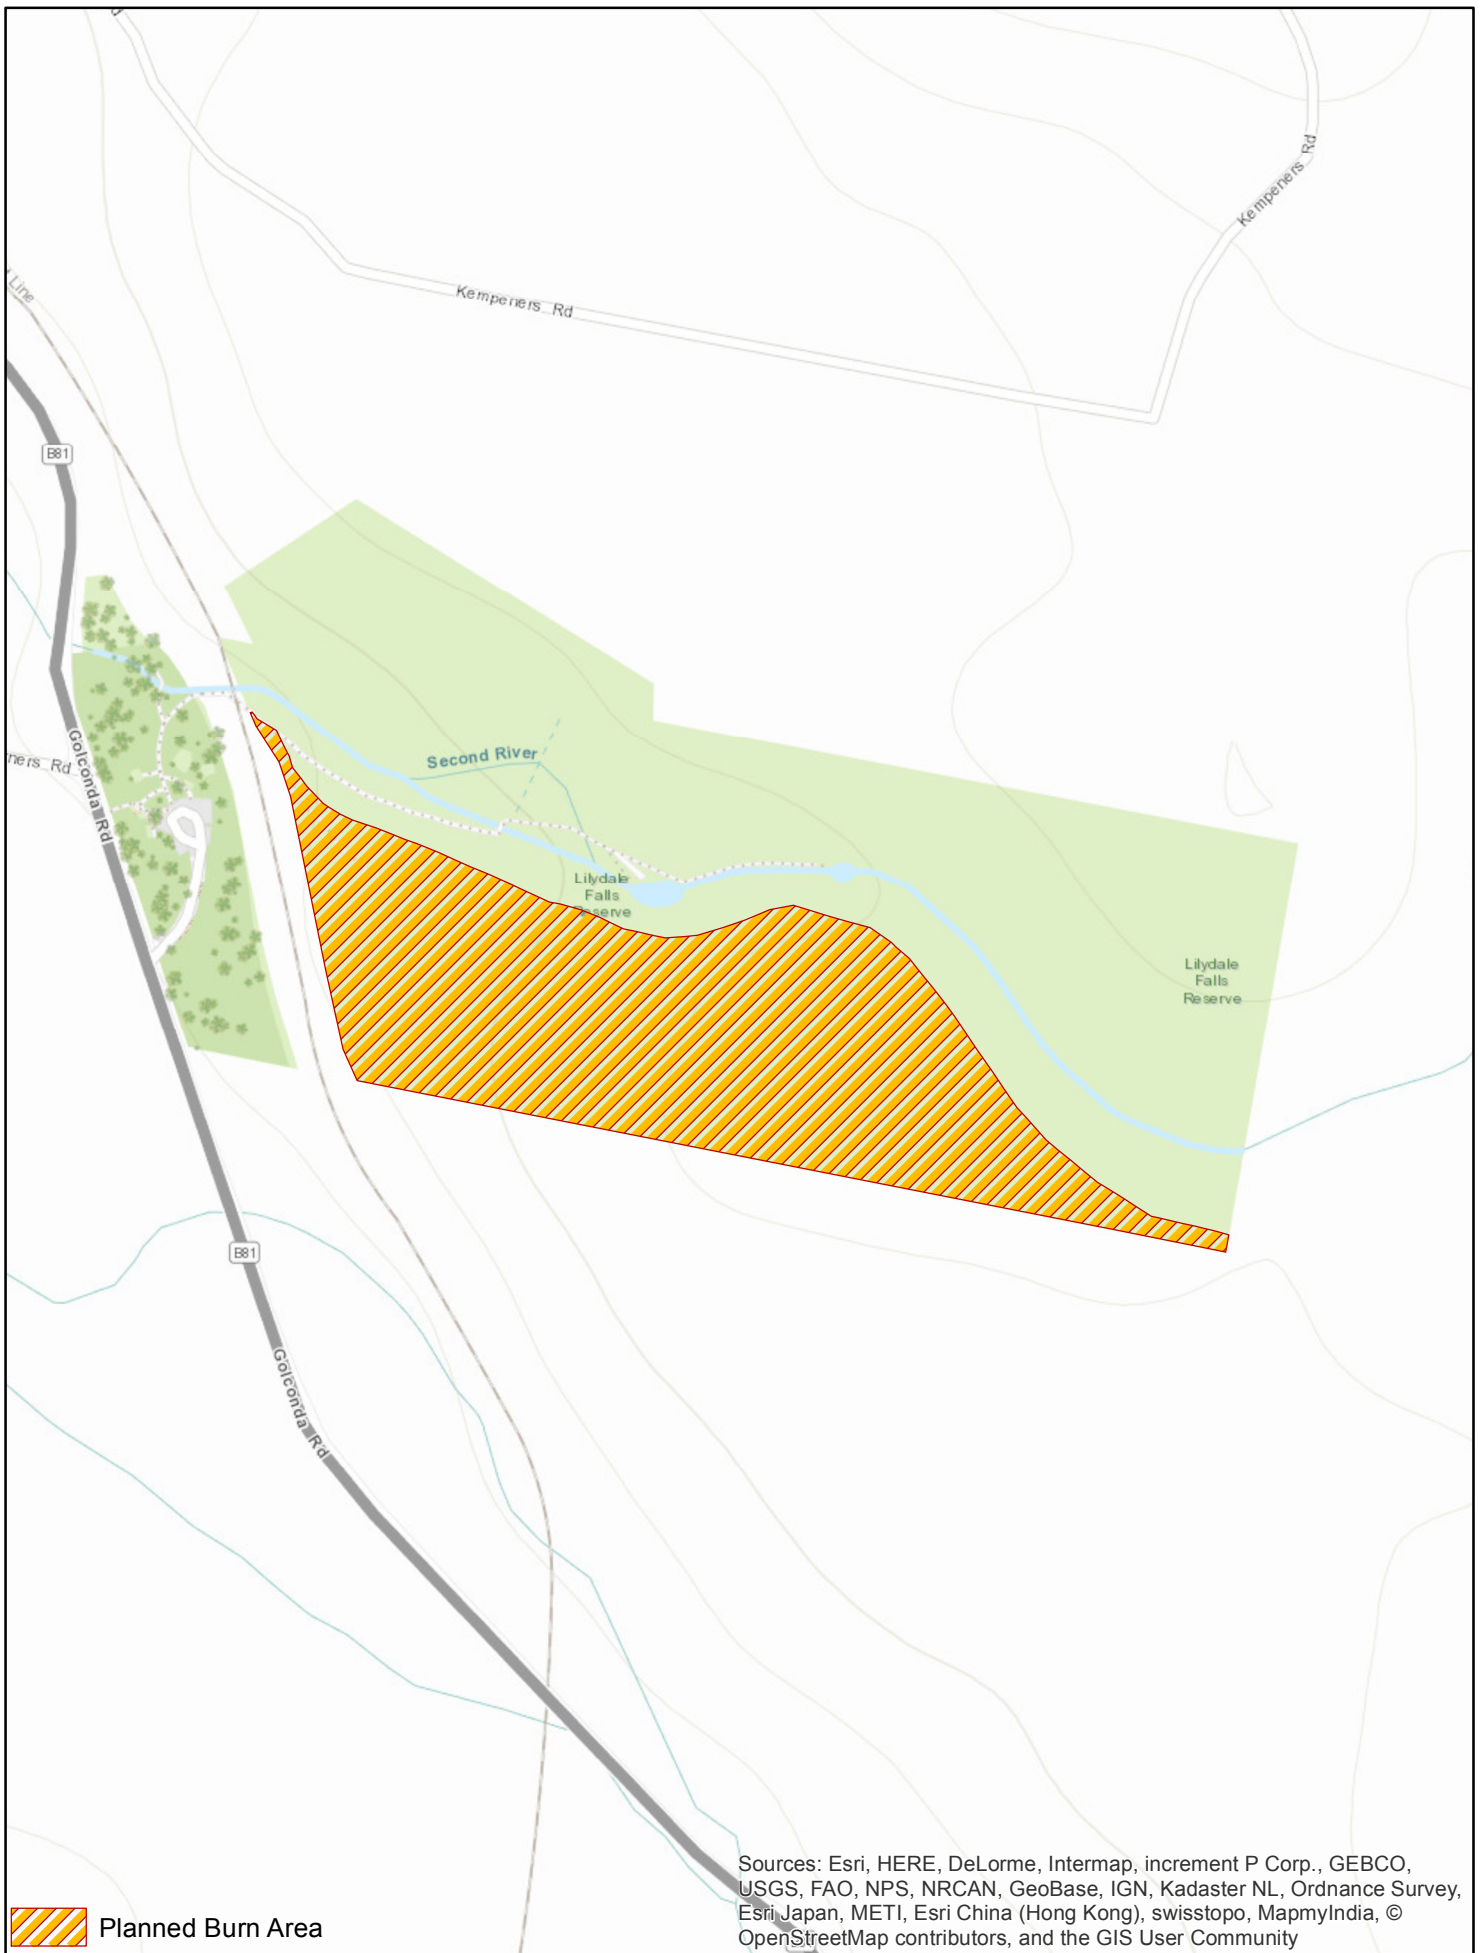 Kempeners Rd
Line
Kempeners Rd
B81
Golconda Rd
ners Rd
Second River
Lilydale
Falls
Reserve
Lilydale
Falls
Reserve
B81
Golconda Rd
Planned Burn Area
Sources: Esri, HERE, DeLorme, Intermap, increment P Corp., GEBCO,
USGS, FAO, NPS, NRCAN, GeoBase, IGN, Kadaster NL, Ordnance Survey,
Esri Japan, METI, Esri China (Hong Kong), swisstopo, MapmyIndia, ©
OpenStreetMap contributors, and the GIS User Community